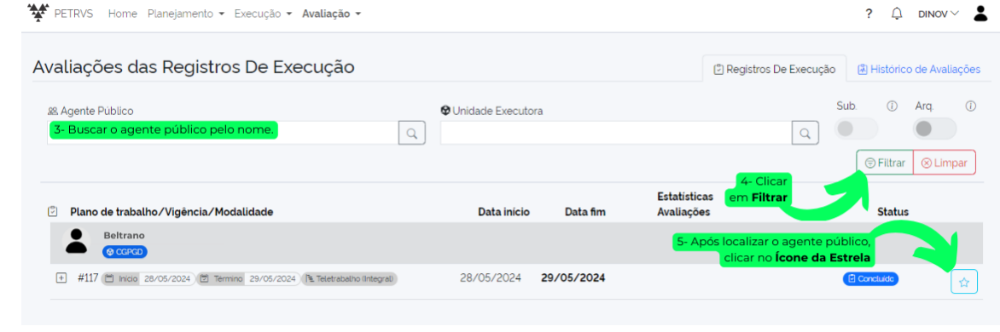 PETRVS Home Planejamento Execução Avaliação ? DINOV
Avaliações das Registros De Execução
Registros De Execução Histórico de Avaliações
Agente Público Unidade Executora Sub. Arq.
3- Buscar o agente público pelo nome.
Filtrar Limpar
4- Clicar
em Filtrar
Plano de trabalho/Vigência/Modalidade Data início Data fim Estatísticas
Avaliações Status
Beltrano
CGPGD
5- Após localizar o agente público,
clicar no Ícone da Estrela
#117 Início 28/05/2024 Término 29/05/2024 Teletrabalho (Integral) 28/05/2024 29/05/2024 Concluído